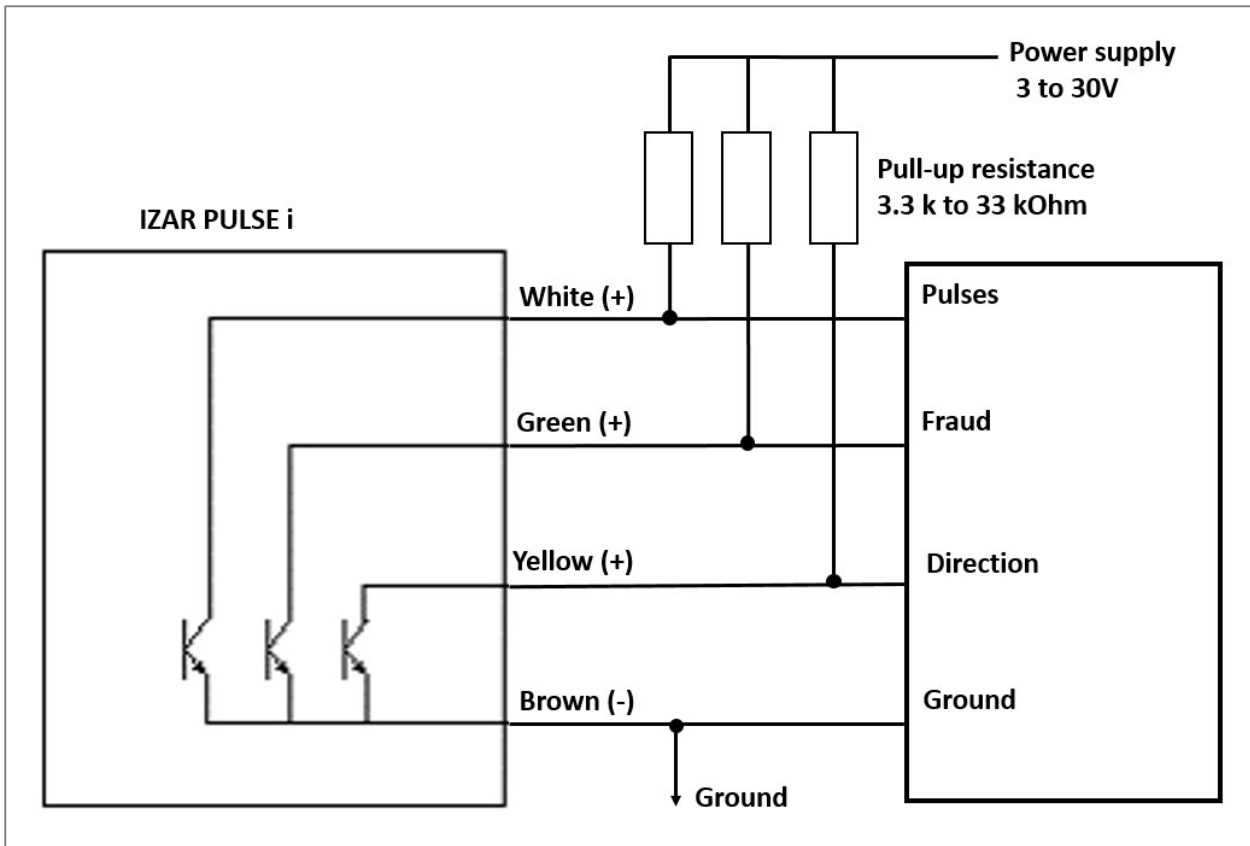 Power supply
3 to 30V
Pull-up resistance
3.3 k to 33 kOhm
IZAR PULSE i
White (+)
Pulses
Green (+)
Fraud
Yellow (+)
Direction
Brown (-)
Ground
Ground